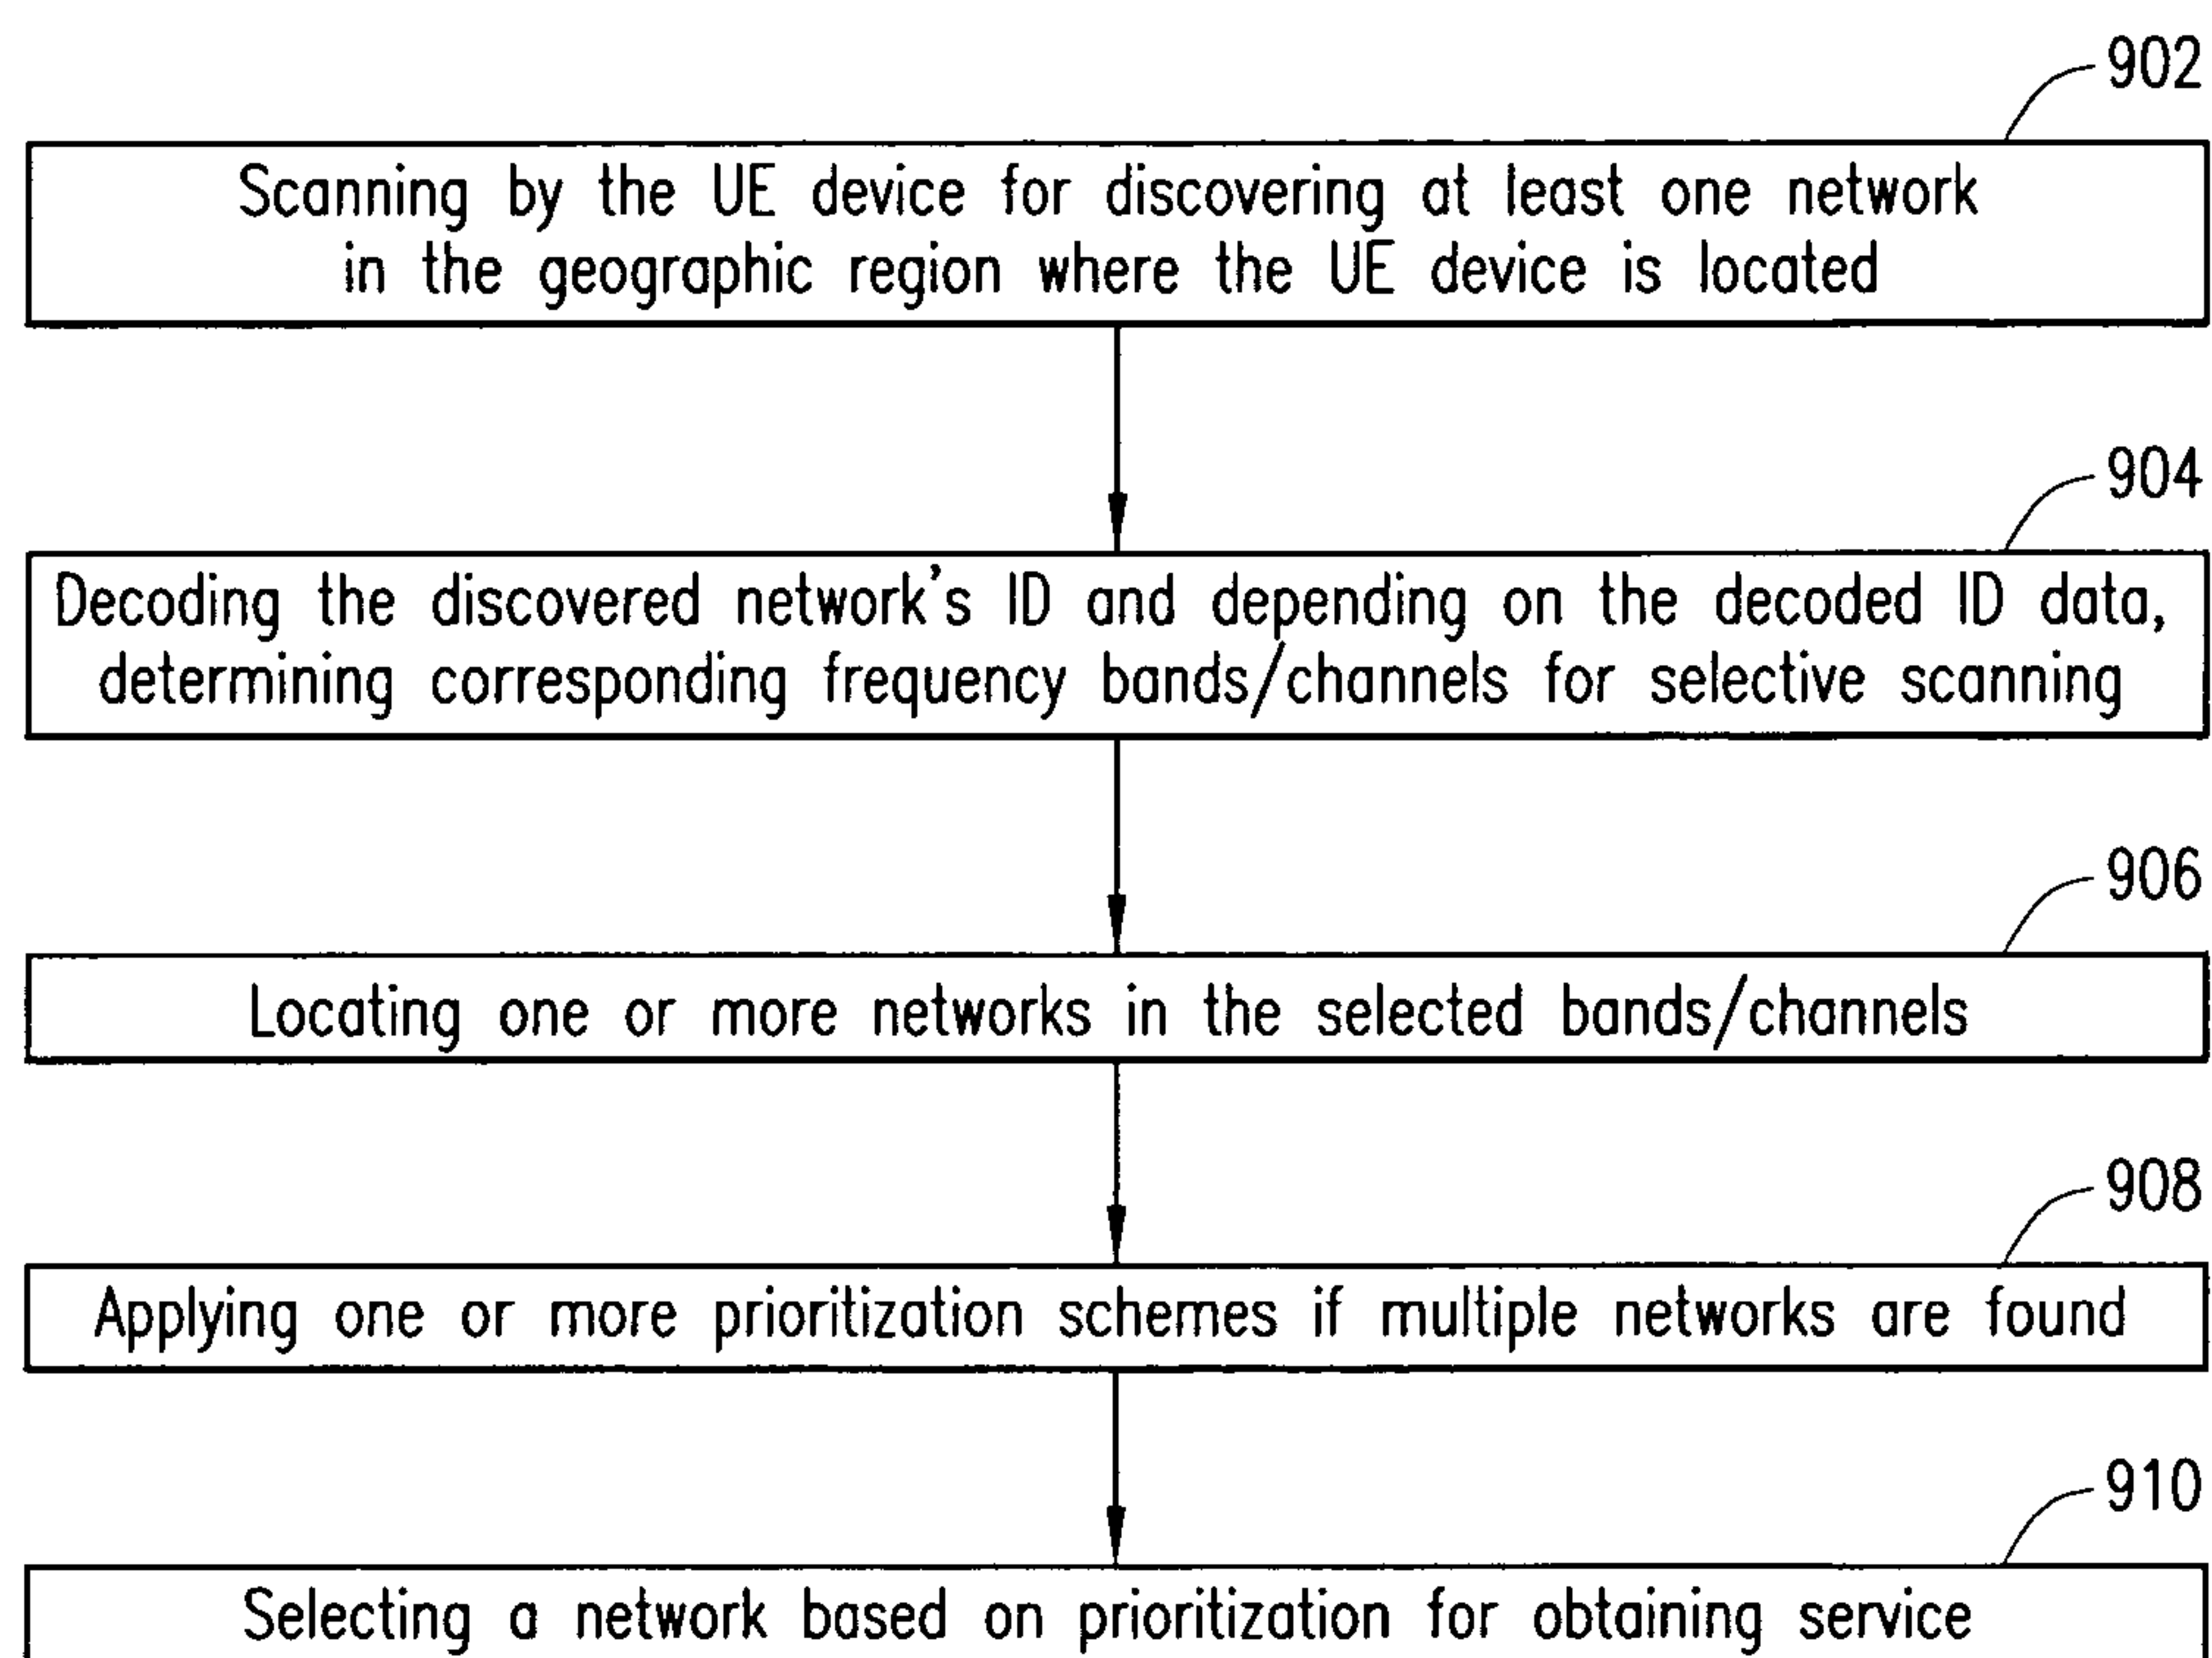 902
Scanning by the UE device for discovering at least one network
in the geographic region where the UE device is located
904
Decoding the discovered network's ID and depending on the decoded ID data,
determining corresponding frequency bands/channels for selective scanning
906
Locating one or more networks in the selected bands/channels
908
Applying one or more prioritization schemes if multiple networks are found
910
Selecting a network based on prioritization for obtaining service